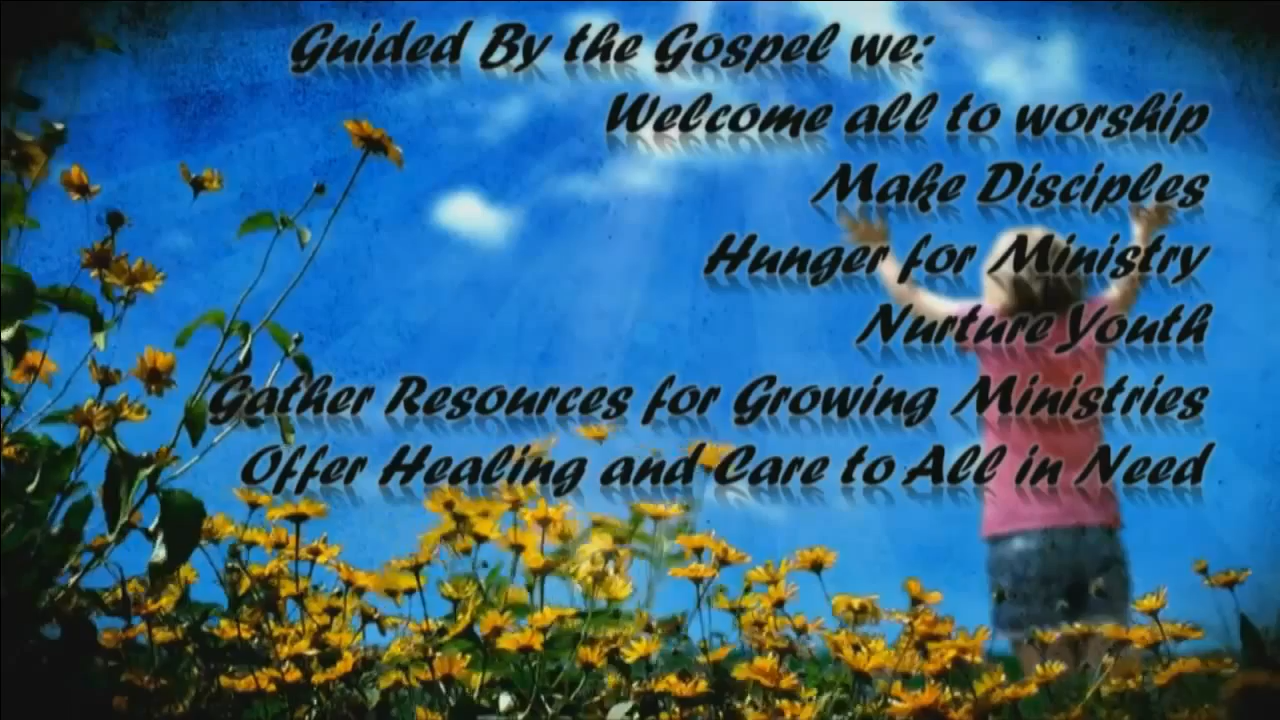 Guided By the Gospel we:
Welcome all to worship
Make Disciples
Hunger for Ministry
Nurture Youth
Gather Resources for Growing Ministries
Offer Healing and Care to All in Need